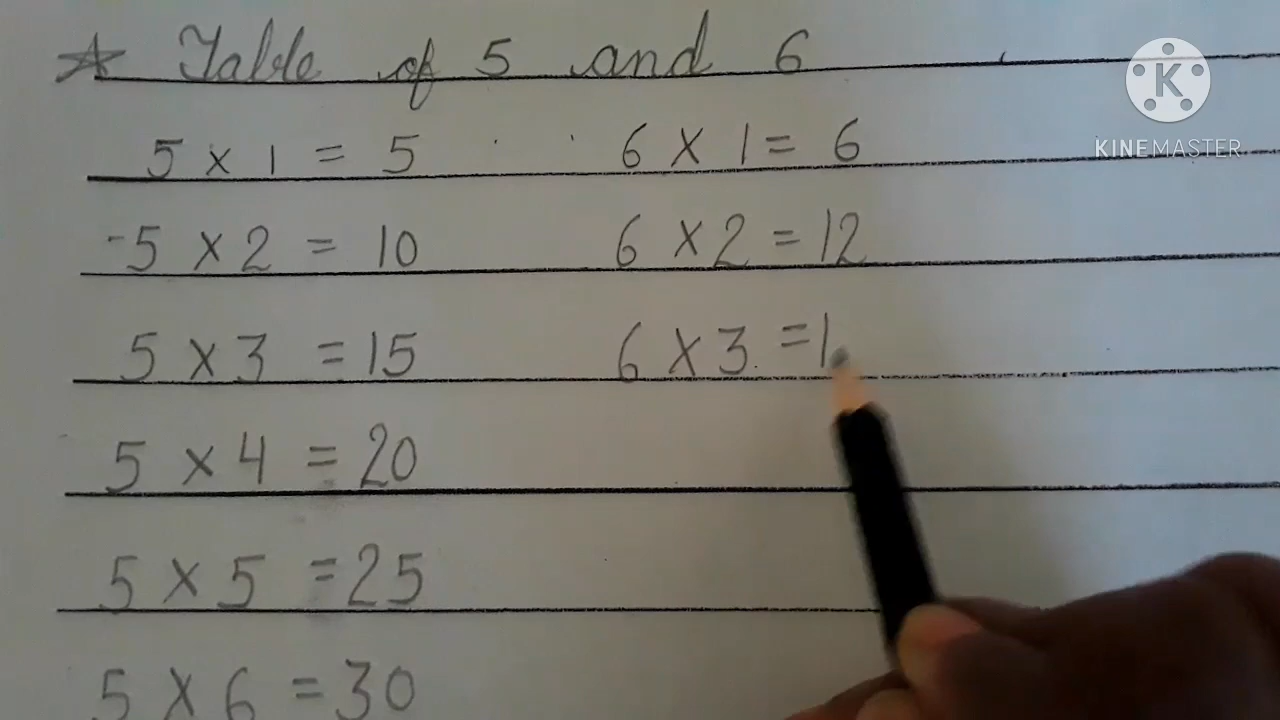 Table of 5 and 6
5 x 1 = 5 6 x 1 = 6
5 x 2 = 10 6 x 2 = 12
5 x 3 = 15 6 x 3 = 1
5 x 4 = 20
5 x 5 = 25
5 x 6 = 30
K
KINEMASTER